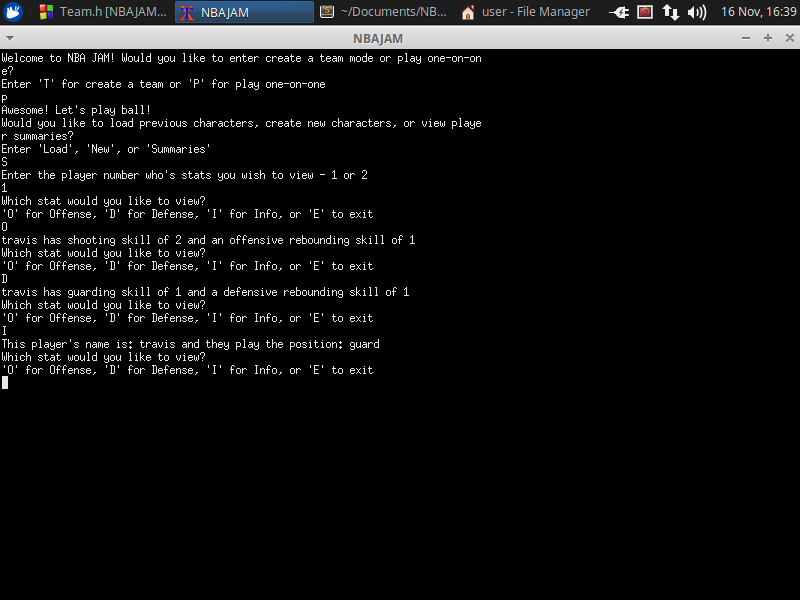 Team.h [NBAJAM... NBAJAM ~/Documents/NB... user - File Manager 16 Nov, 16:39
NBAJAM
Welcome to NBA JAM! Would you like to enter create a team mode or play one-on-on
e?
Enter 'T' for create a team or 'P' for play one-on-one
p
Awesome! Let's play ball!
Would you like to load previous characters, create new characters, or view playe
r summaries?
Enter 'Load', 'New', or 'Summaries'
S
Enter the player number who's stats you wish to view - 1 or 2
1
Which stat would you like to view?
'O' for Offense, 'D' for Defense, 'I' for Info, or 'E' to exit
O
travis has shooting skill of 2 and an offensive rebounding skill of 1
Which stat would you like to view?
'O' for Offense, 'D' for Defense, 'I' for Info, or 'E' to exit
D
travis has guarding skill of 1 and a defensive rebounding skill of 1
Which stat would you like to view?
'O' for Offense, 'D' for Defense, 'I' for Info, or 'E' to exit
I
This player's name is: travis and they play the position: guard
Which stat would you like to view?
'O' for Offense, 'D' for Defense, 'I' for Info, or 'E' to exit